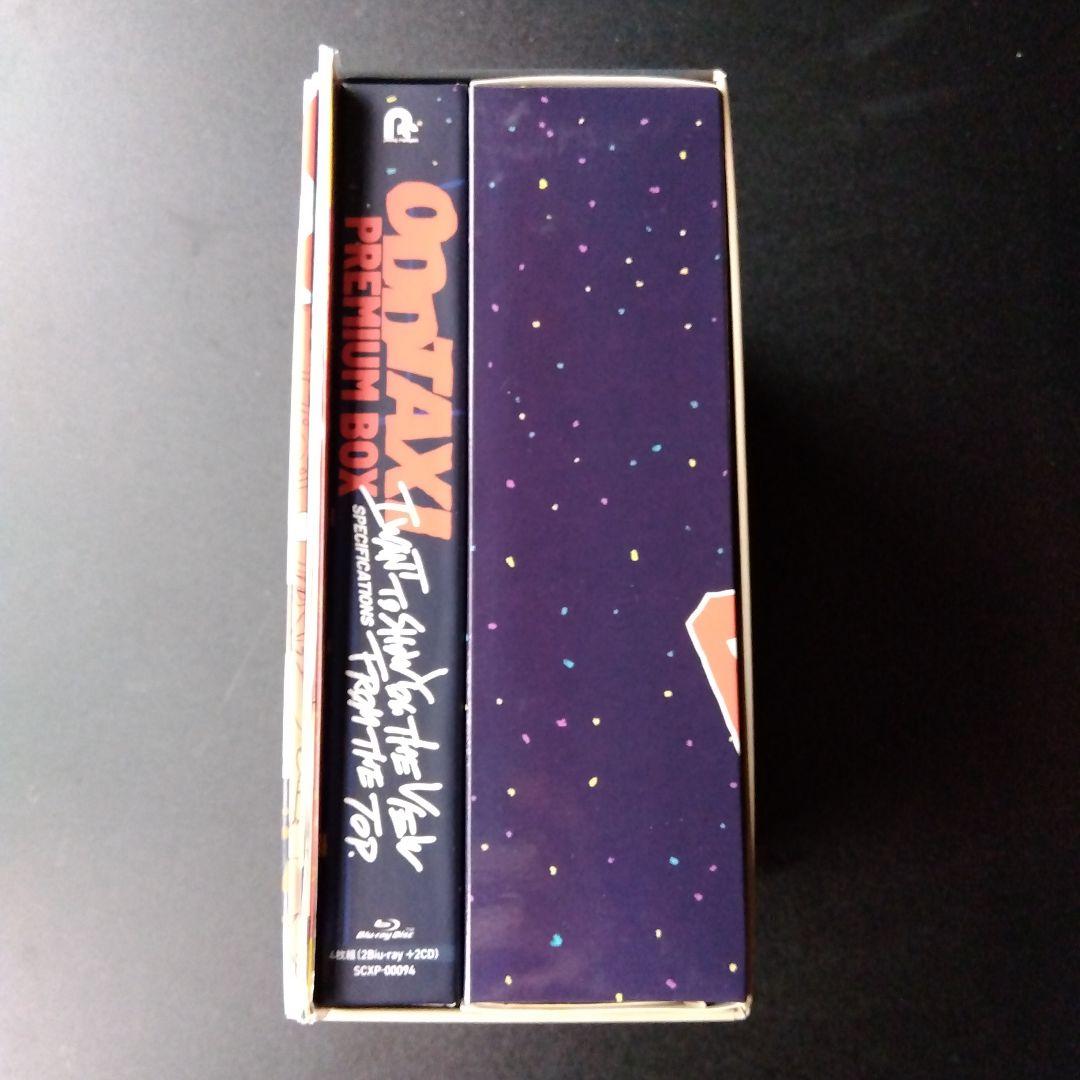 ODDTAXI
PREMIUM BOX
SPECIFICATIONS
I WANT TO SHOW YOU THE VIEW
FROM THE TOP.
Blu-ray Disc
4枚組(2Blu-ray +2CD)
SCXP-00094